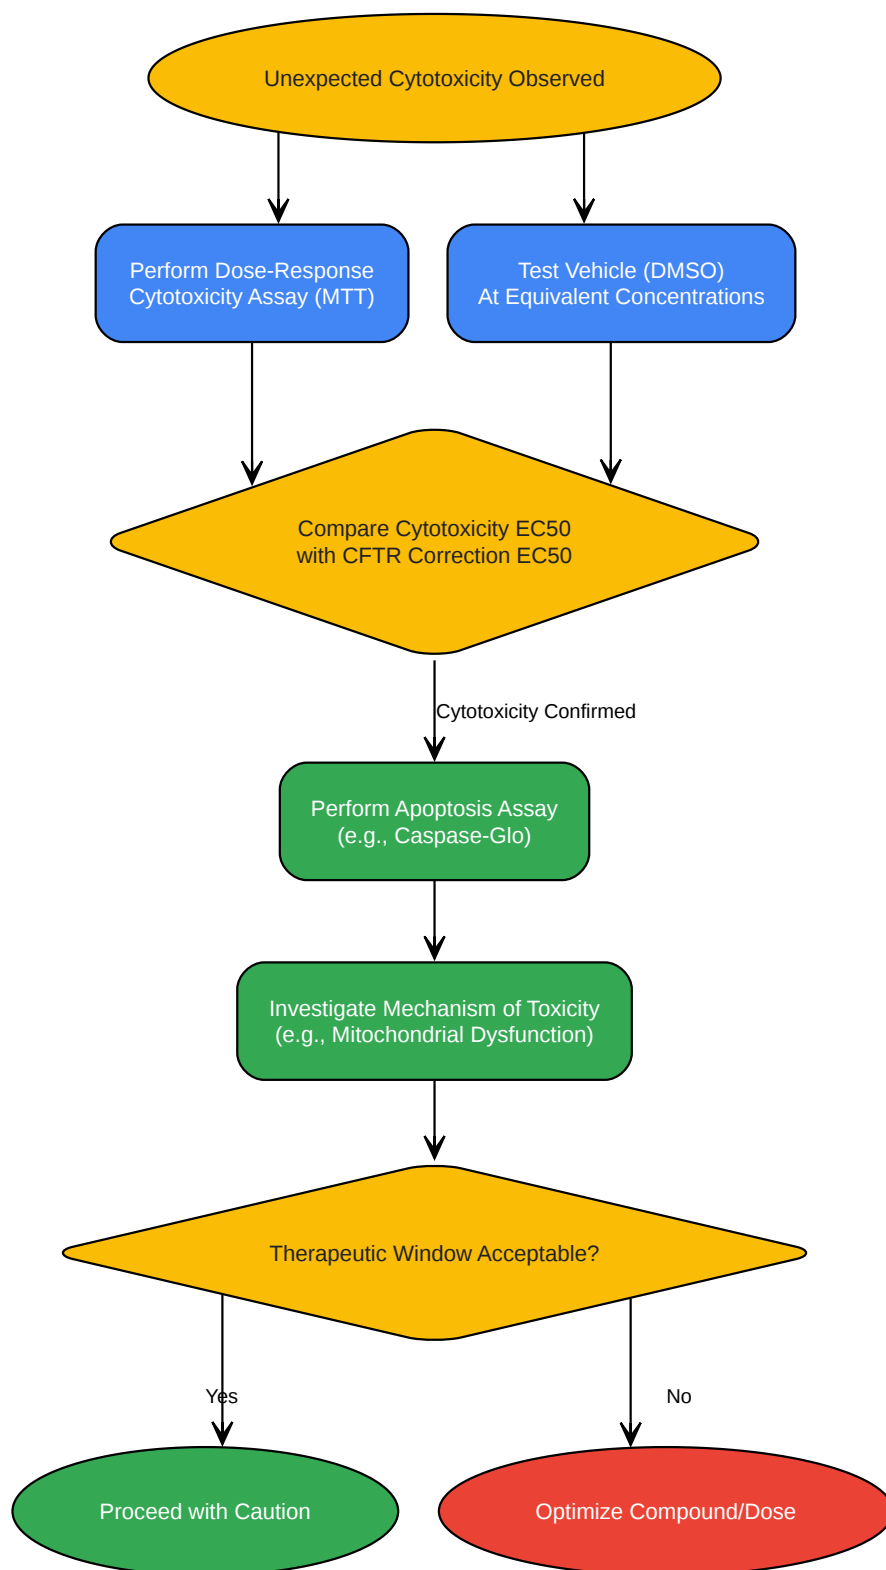 Unexpected Cytotoxicity Observed
Perform Dose-Response
Cytotoxicity Assay (MTT)
Test Vehicle (DMSO)
At Equivalent Concentrations
Compare Cytotoxicity EC50
with CFTR Correction EC50
Cytotoxicity Confirmed
Perform Apoptosis Assay
(e.g., Caspase-Glo)
Investigate Mechanism of Toxicity
(e.g., Mitochondrial Dysfunction)
Therapeutic Window Acceptable?
Yes
No
Proceed with Caution
Optimize Compound/Dose